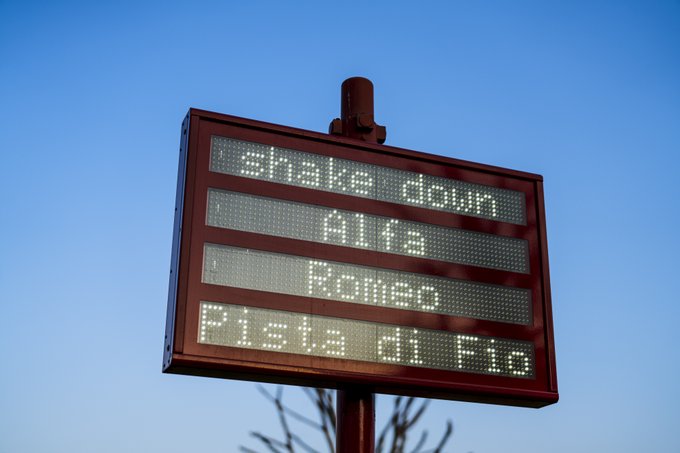 shake down
Alfa
Romeo
Pista di Fio